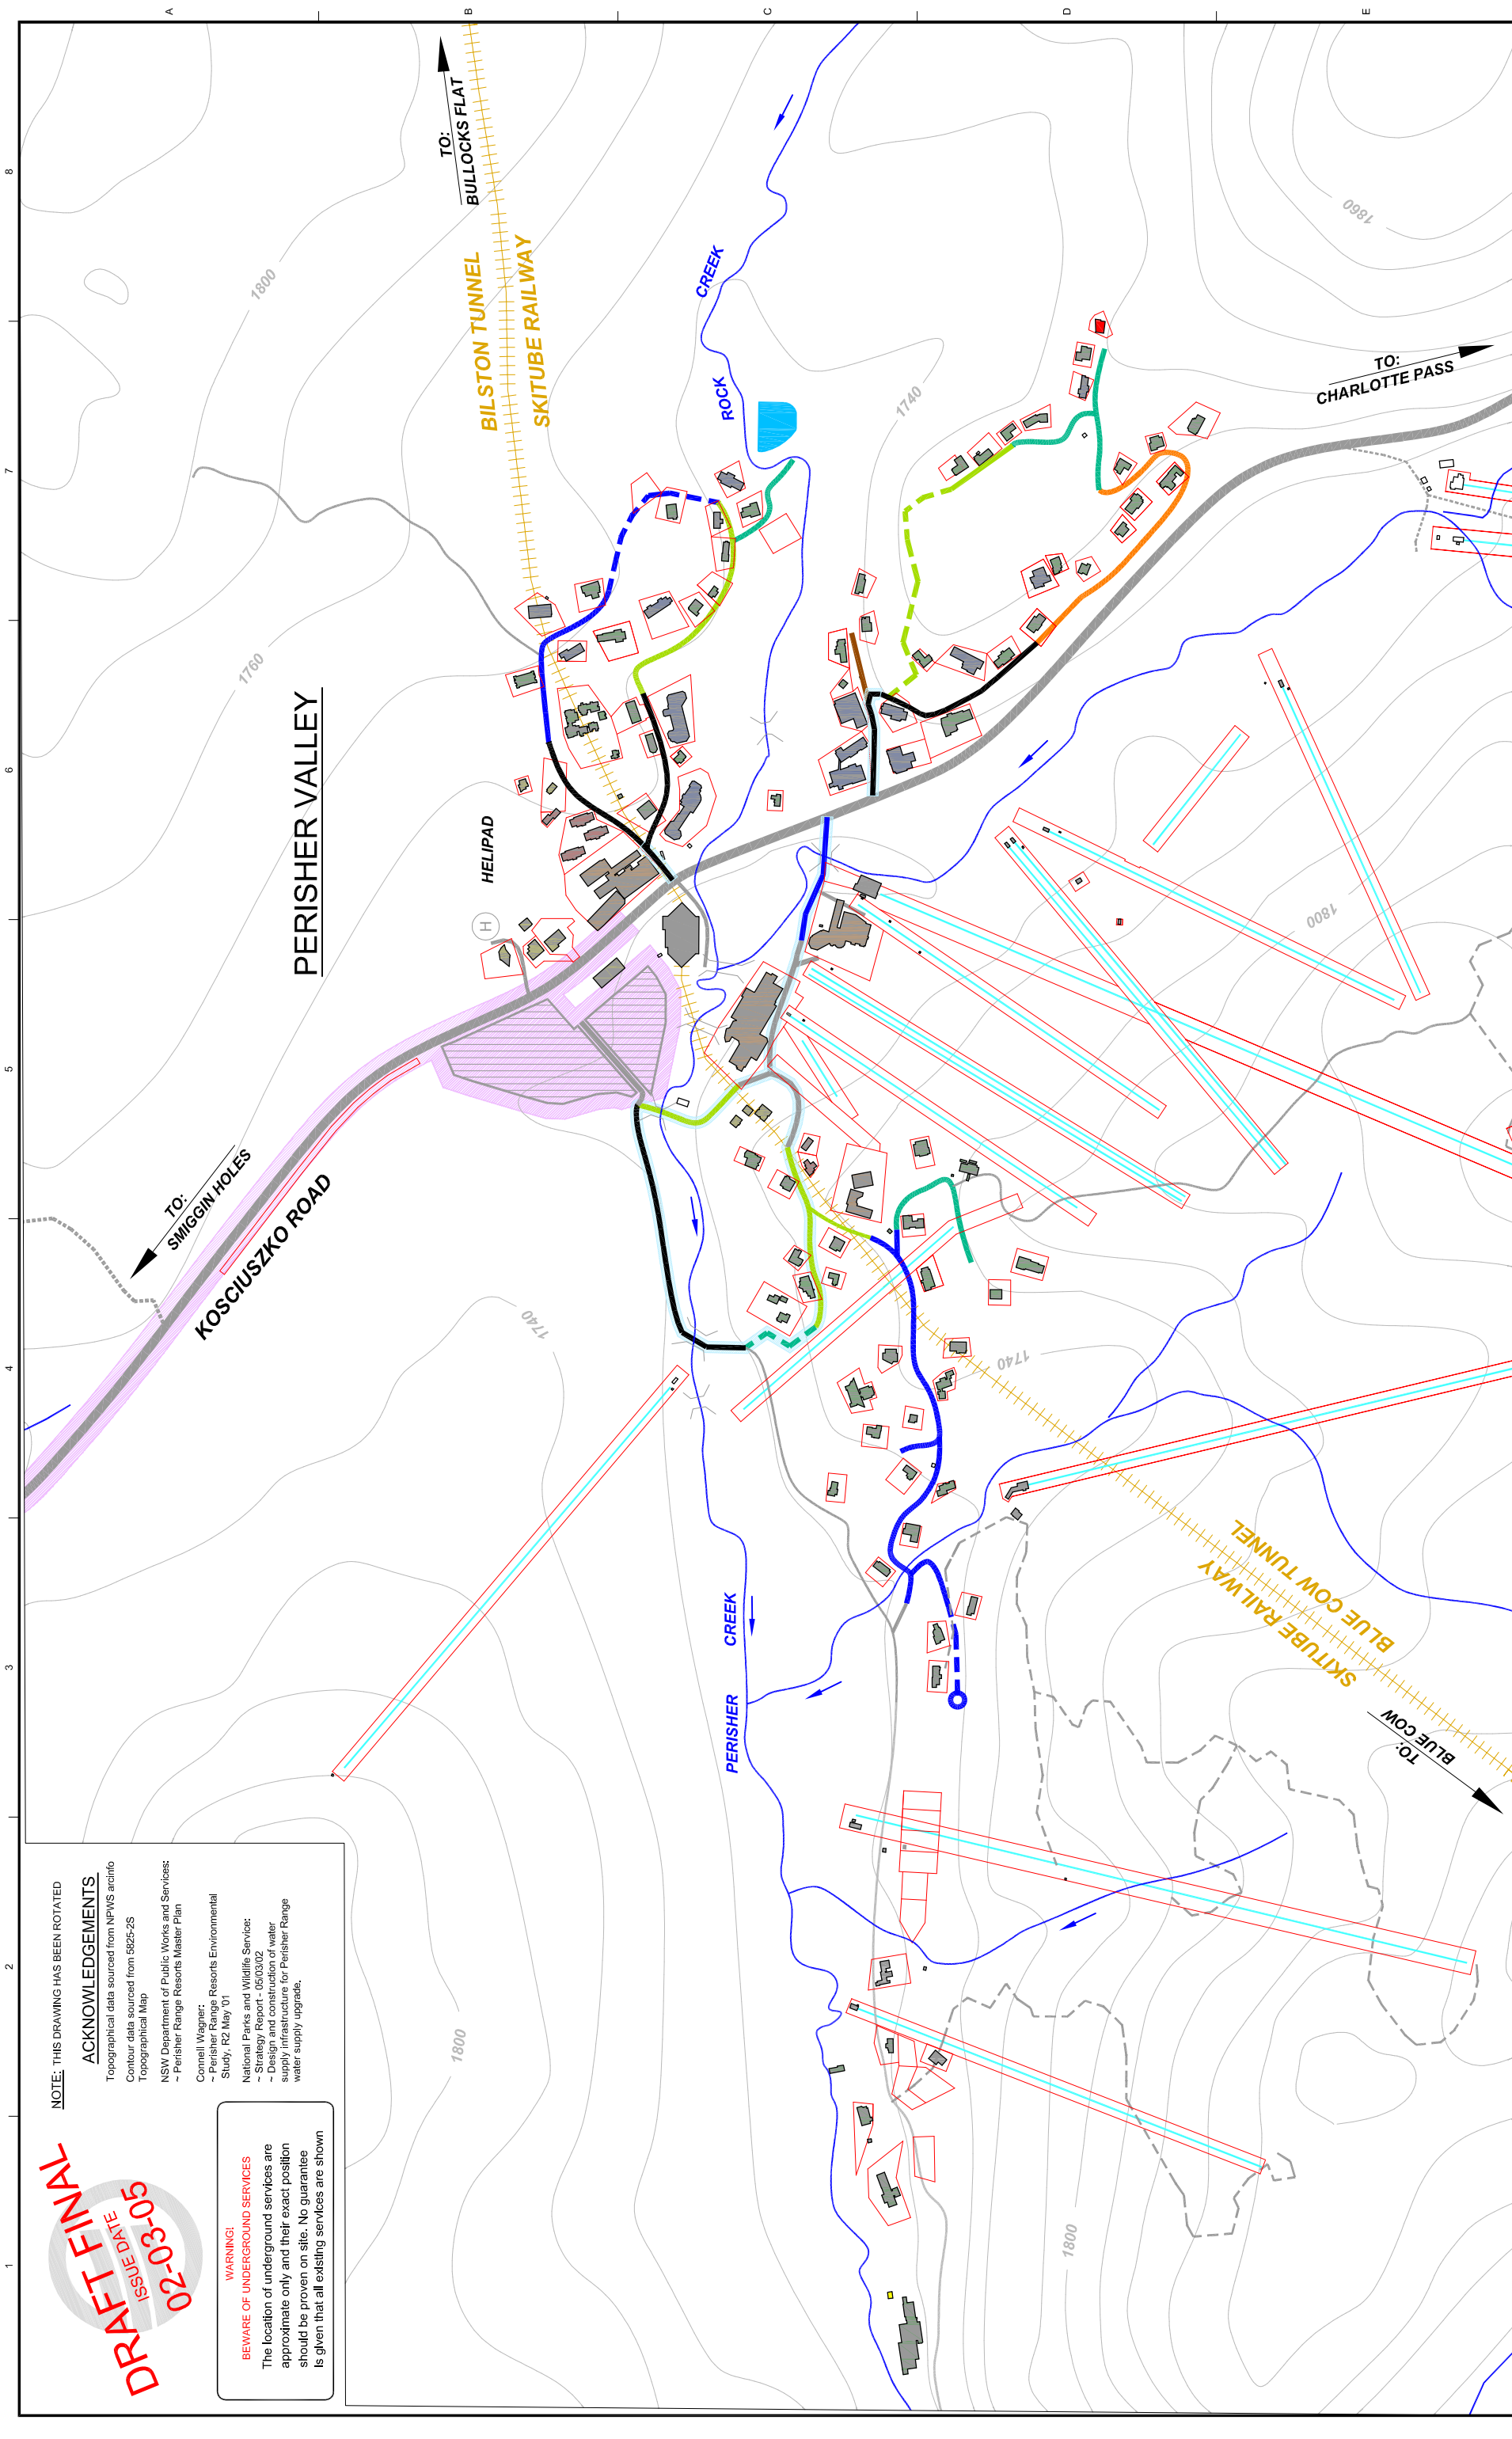 PERISHER VALLEY
NOTE: THIS DRAWING HAS BEEN ROTATED
ACKNOWLEDGEMENTS
Topographical data sourced from NPWS arcinfo
Contour data sourced from 5825-2S
Topographical Map
NSW Department of Public Works and Services:
~ Perisher Range Resorts Master Plan
Connell Wagner:
~ Perisher Range Resorts Environmental
Study, R2 May '01
National Parks and Wildlife Service:
~ Strategy Report - 05/03/02
~ Design and construction of water
supply infrastructure for Perisher Range
water supply upgrade.
DRAFT FINAL
ISSUE DATE
02-03-05
WARNING!
BEWARE OF UNDERGROUND SERVICES
The location of underground services are
approximate only and their exact position
should be proven on site. No guarantee
is given that all existing services are shown
TO:
BULLOCKS FLAT
BILSTON TUNNEL
SKITUBE RAILWAY
ROCK
CREEK
HELIPAD
H
TO:
SMIGGIN HOLES
KOSCIUSZKO ROAD
TO:
CHARLOTTE PASS
PERISHER
CREEK
SKITUBE RAILWAY
BLUE COW TUNNEL
TO:
BLUE COW
1800
1760
1740
1860
1800
1740
1740
1800
1800
A
B
C
D
E
1
2
3
4
5
6
7
8